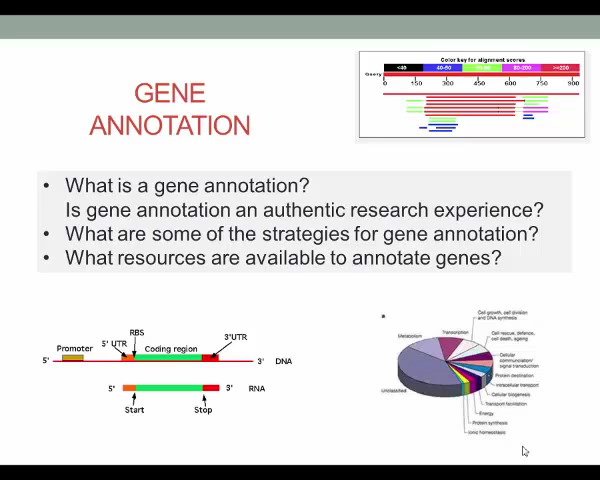 Color key for alignment scores
<40 40-50 80-200 >=200
Query
0 150 300 450 600 750 900
GENE
ANNOTATION
• What is a gene annotation?
Is gene annotation an authentic research experience?
• What are some of the strategies for gene annotation?
• What resources are available to annotate genes?
RBS
Promoter 5' UTR Coding region 3'UTR
5' 3' DNA
5' 3' RNA
Start Stop
Cell growth, cell division
and DNA synthesis
Metabolism Transcription
Cell rescue, defence,
cell death, ageing
Cellular
communication/
signal transduction
Protein destination
Unclassified Intracellular transport
Cellular biogenesis
Transport facilitation
Energy
Protein synthesis
Ionic homeostasis